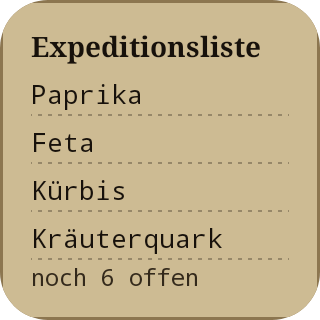 Expeditionsliste
Paprika
Feta
Kürbis
Kräuterquark
noch 6 offen